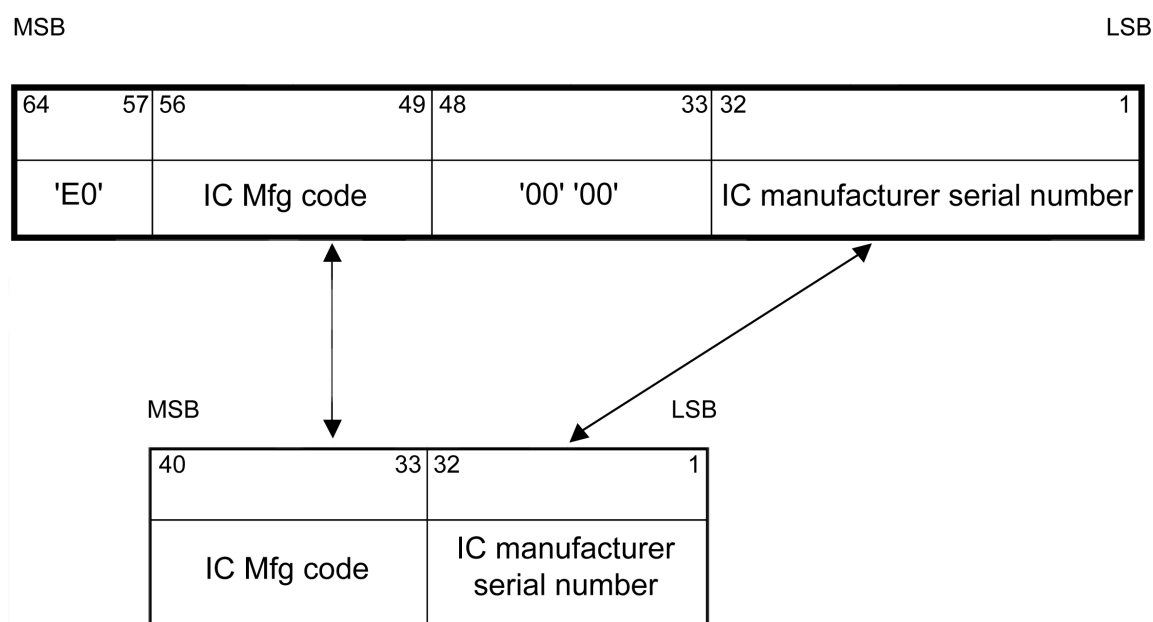 MSB LSB
64 57 56 49 48 33 32 1
'E0' IC Mfg code '00' '00' IC manufacturer serial number
MSB LSB
40 33 32 1
IC Mfg code
IC manufacturer
serial number